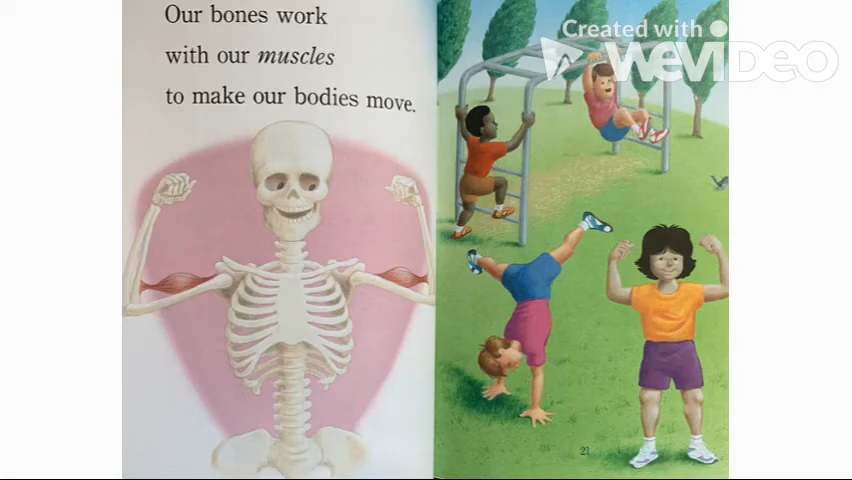 Our bones work
with our muscles
to make our bodies move.
Created with
WEVIDEO
21